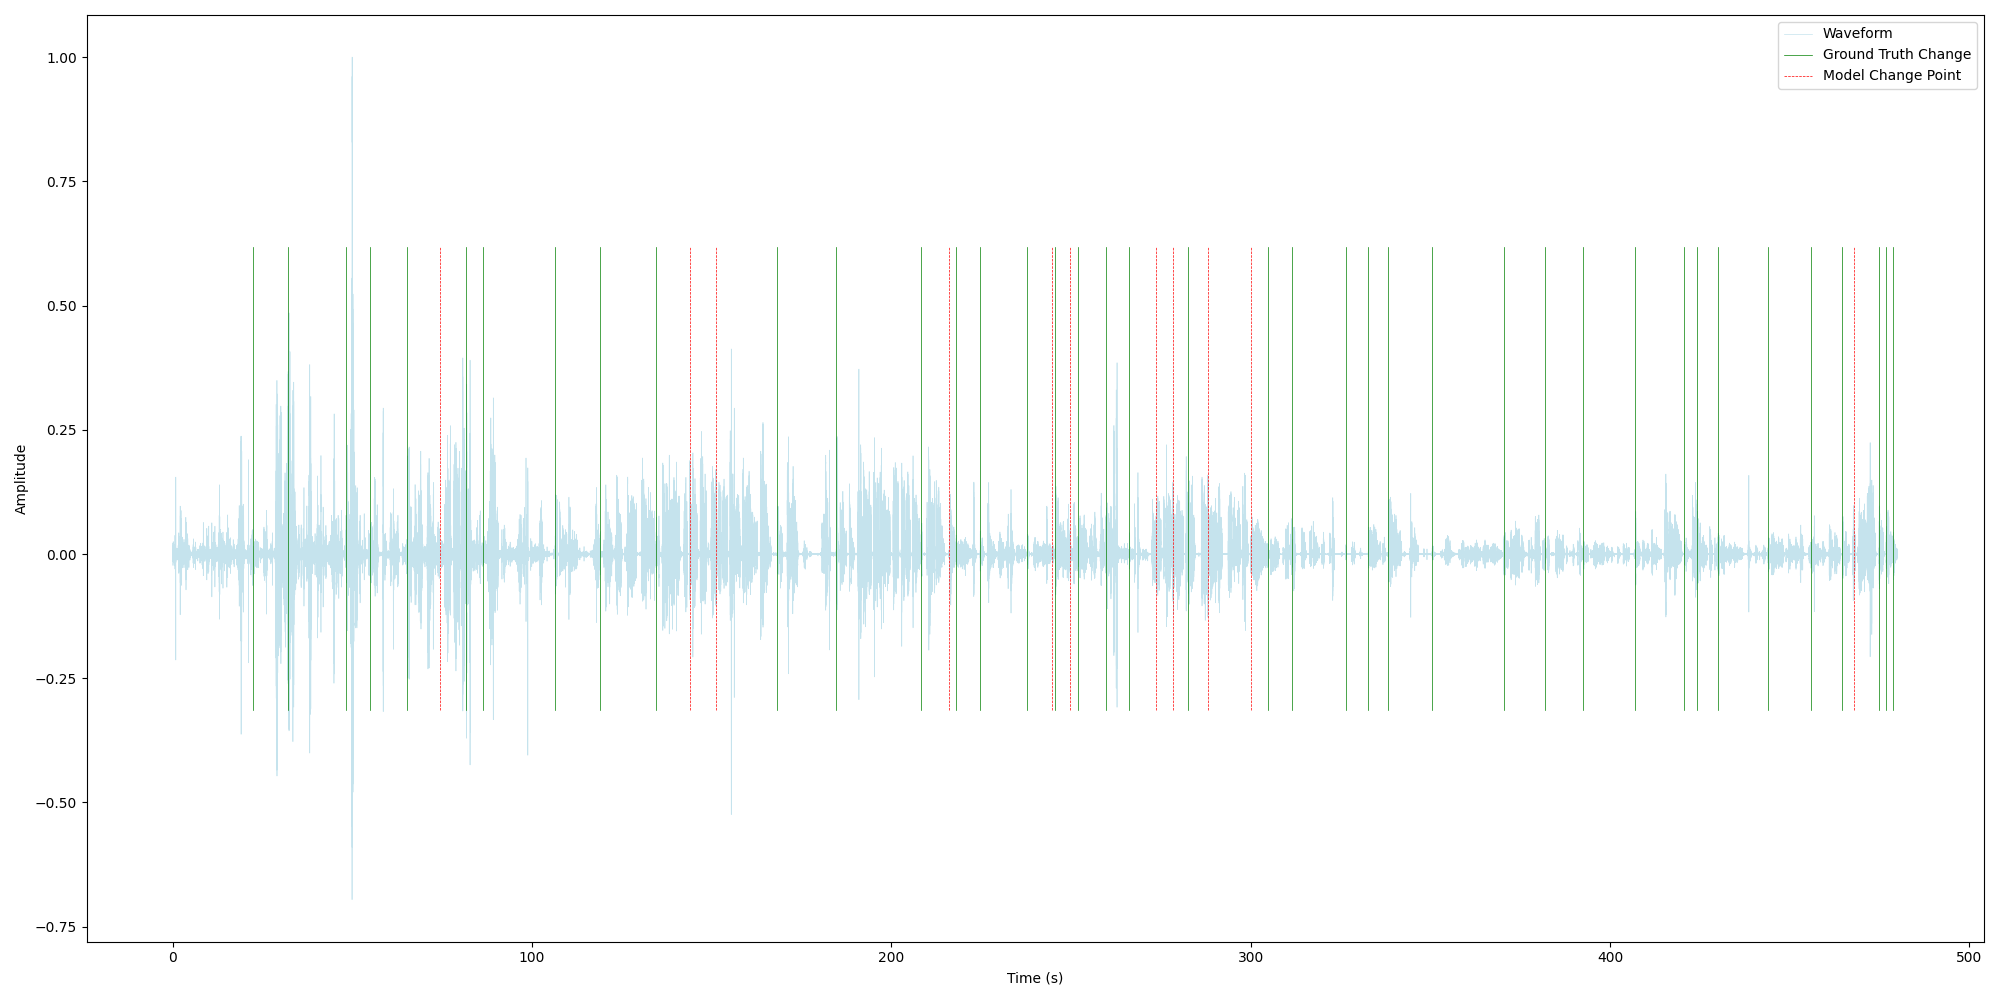 Waveform
Ground Truth Change
Model Change Point
1.00
0.75
0.50
0.25
0.00
−0.25
−0.50
−0.75
Amplitude
0 100 200 300 400 500
Time (s)